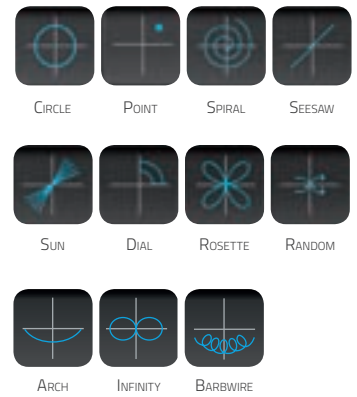 Circle Point Spiral Seesaw
Sun Dial Rosette Random
Arch Infinity Barbwire